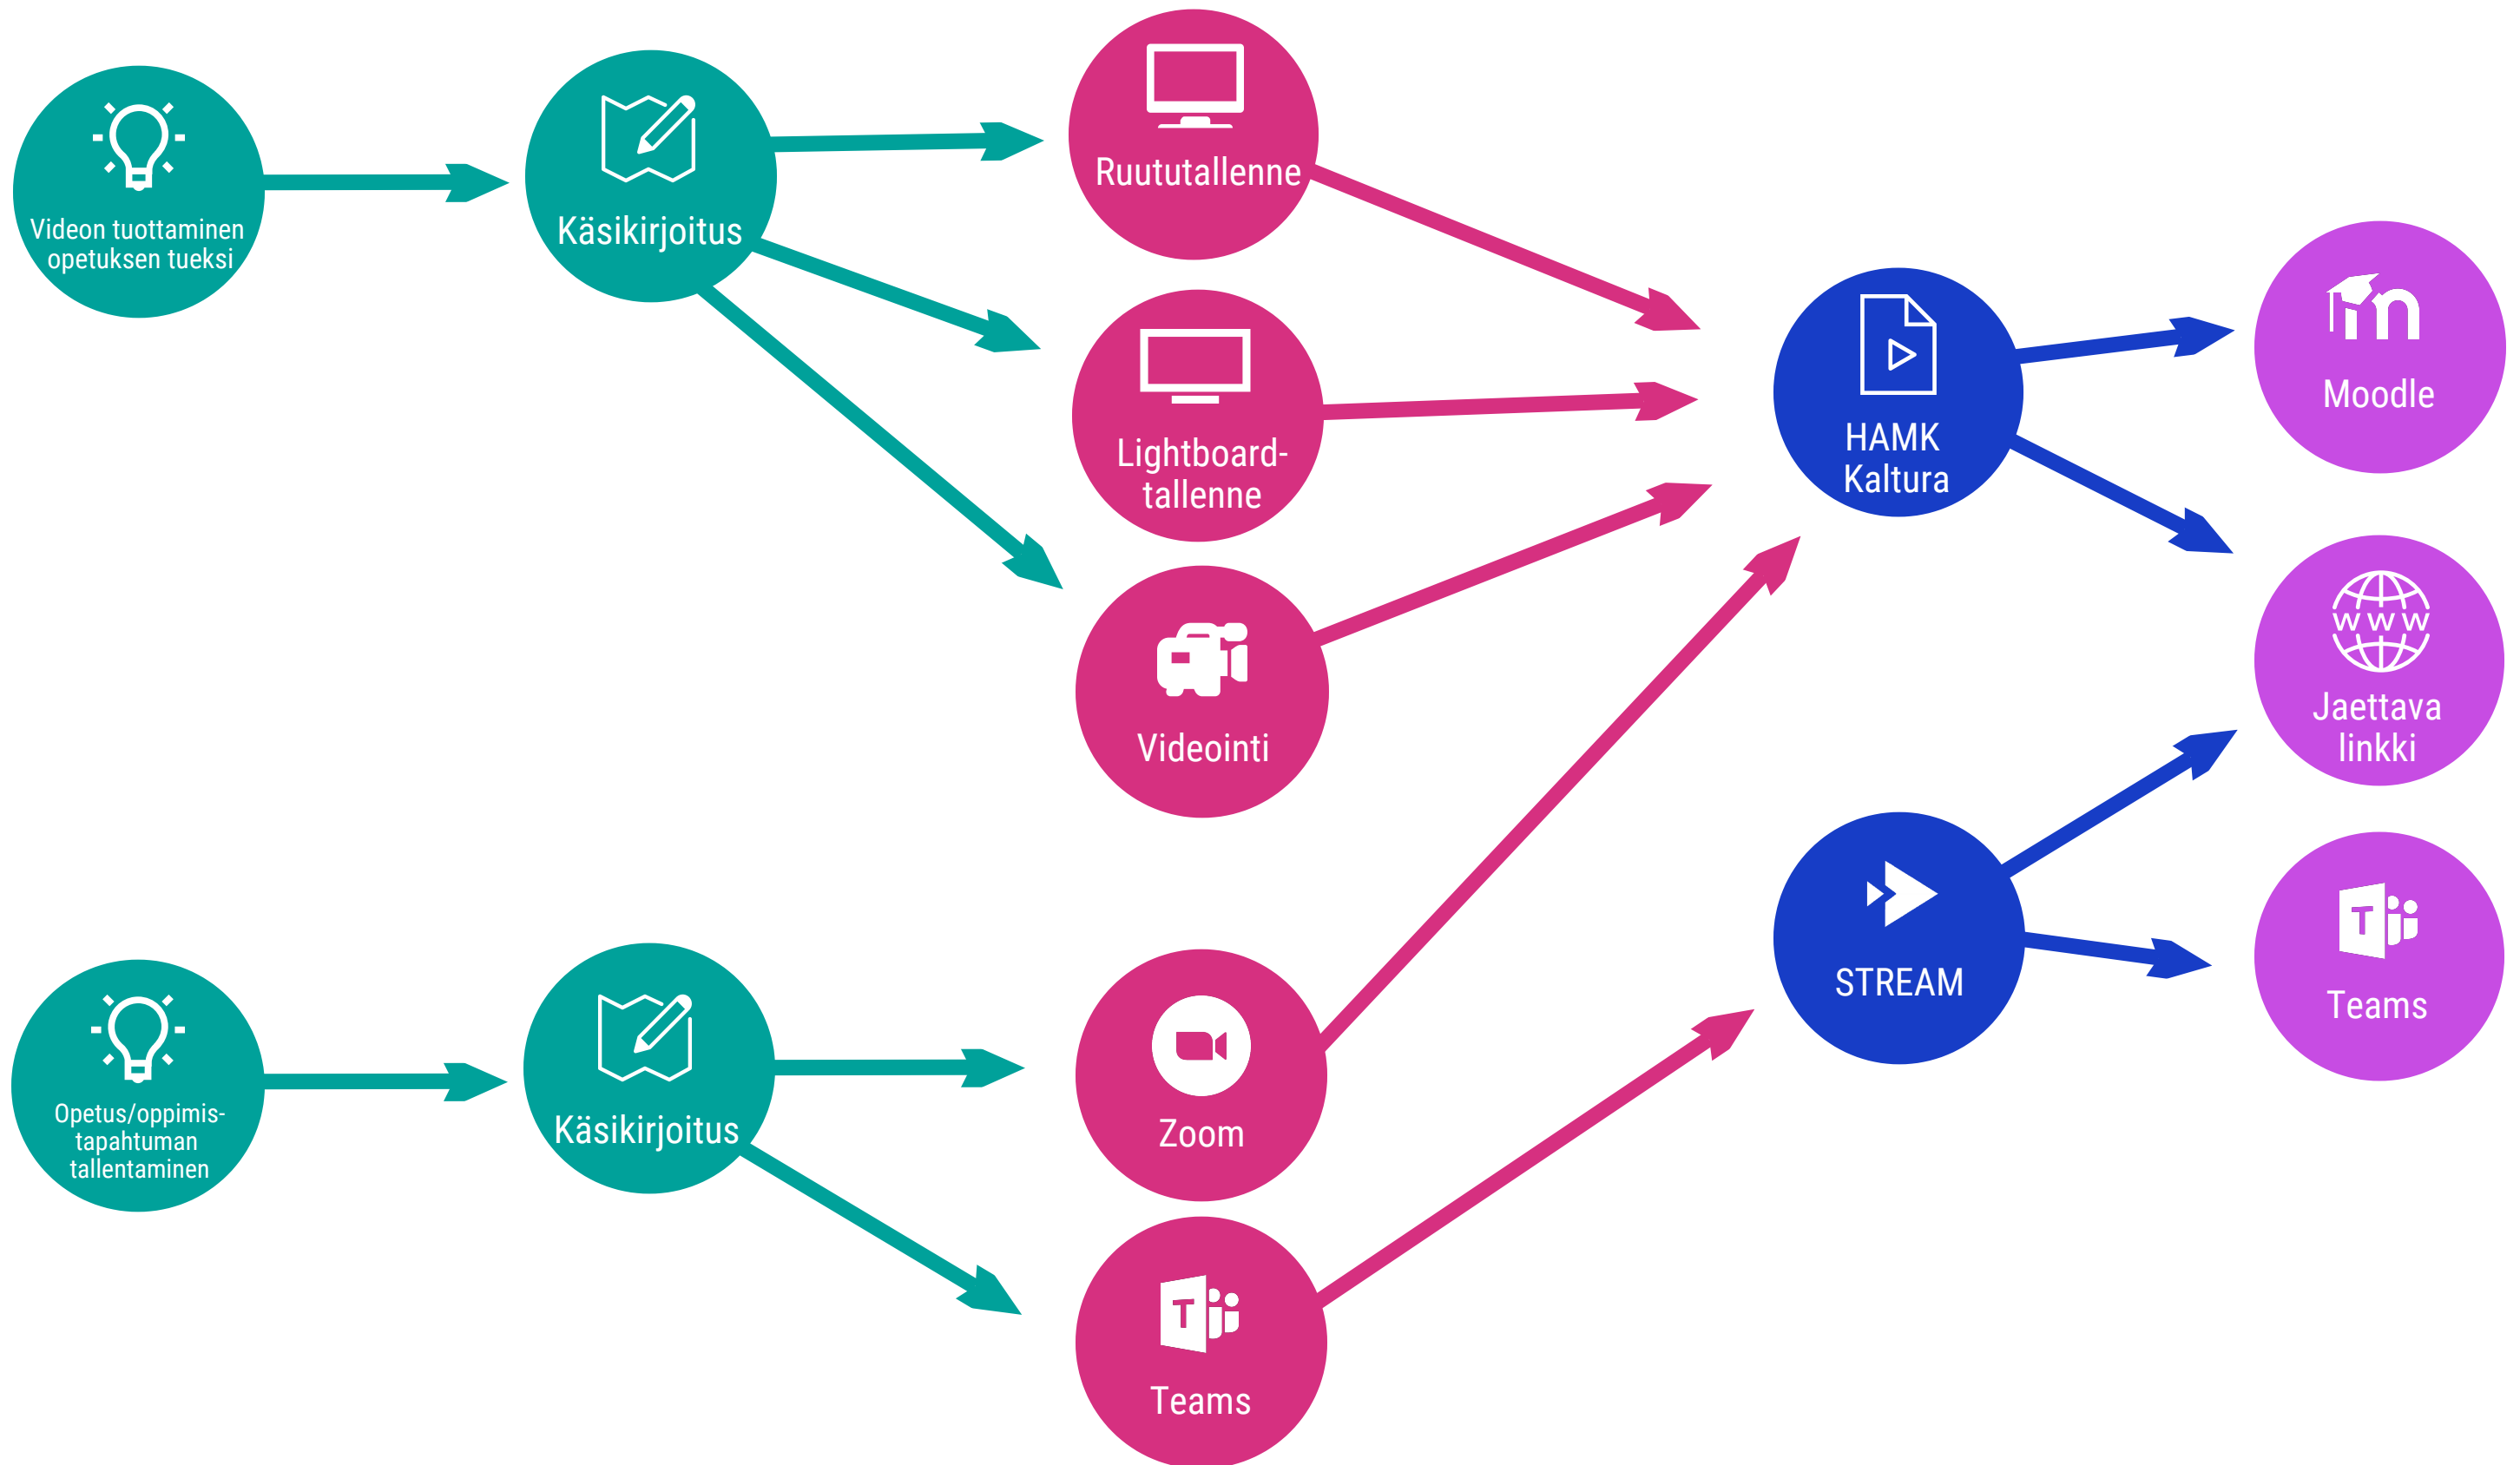 Videon tuottaminen
opetuksen tueksi
Käsikirjoitus
Ruututallenne
Lightboard-
tallenne
Videointi
HAMK
Kaltura
Moodle
www
Jaettava
linkki
Opetus/oppimis-
tapahtuman
tallentaminen
Käsikirjoitus
Zoom
T
Teams
STREAM
T
Teams